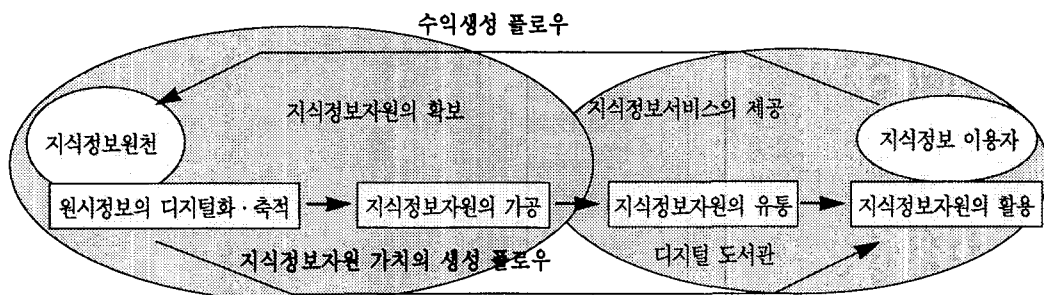 수익생성 플로우
지식정보자원의 확보
지식정보서비스의 제공
지식정보원천
지식정보 이용자
원시정보의 디지털화·축적
지식정보자원의 가공
지식정보자원의 유통
지식정보자원의 활용
지식정보자원 가치의 생성 플로우
디지털 도서관